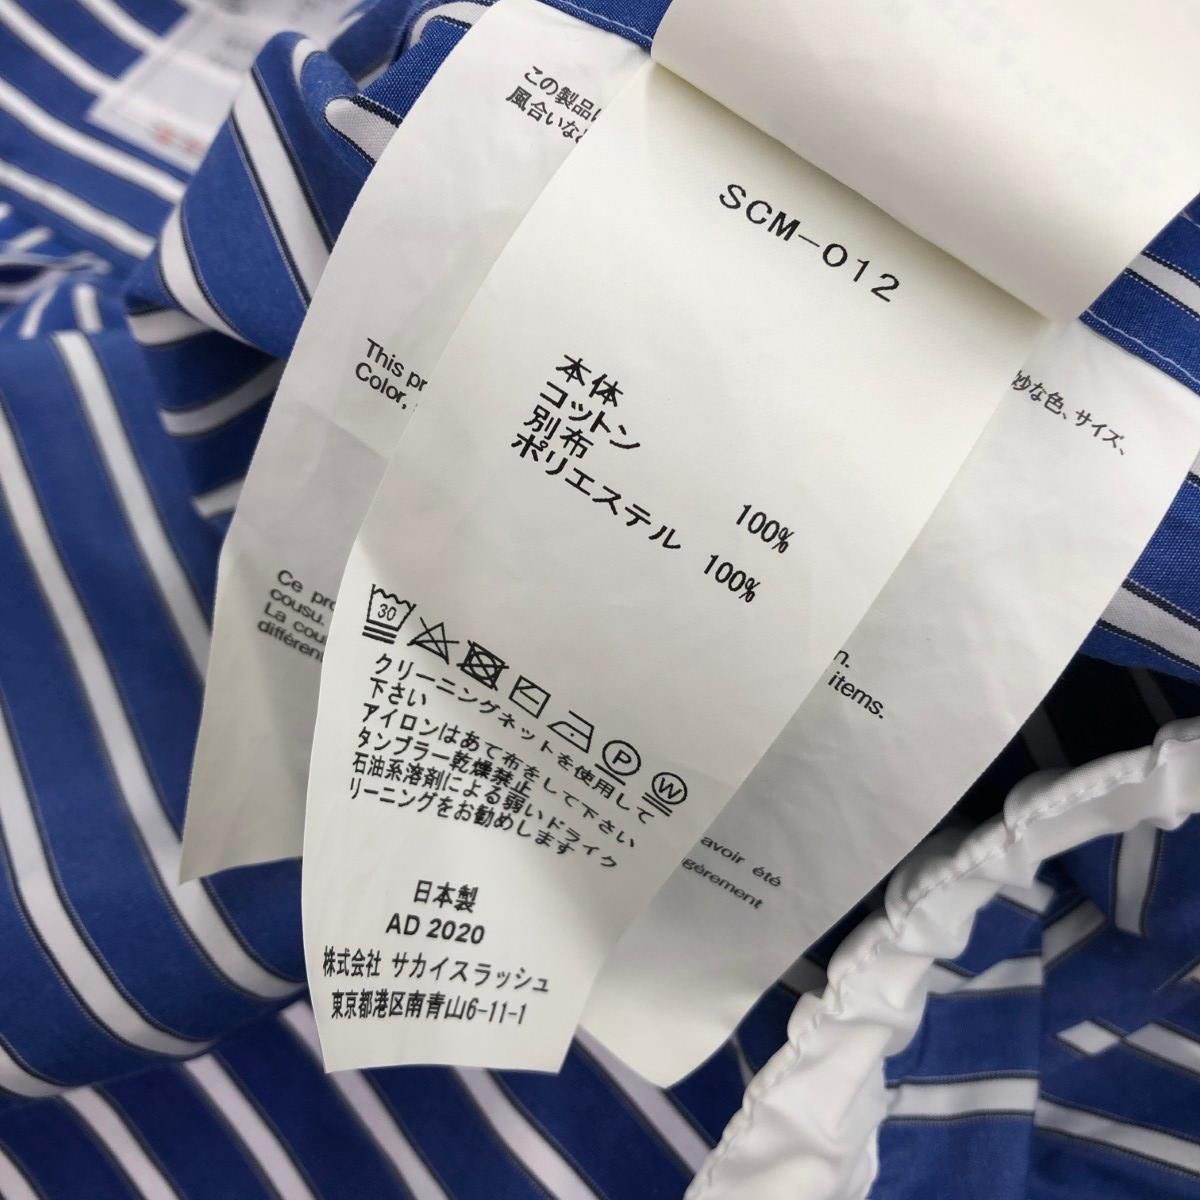 この製品に
風合いなど
SCM-012
妙な色、サイズ、
This pr
Color,
本体
コットン 100%
別布
ポリエステル 100%
Ce pro
cousu.
La cou
différen
n.
items.
30
P
W
クリーニングネットを使用して
下さい
アイロンはあて布をして下さい
タンブラー乾燥禁止
石油系溶剤による弱いドライク
リーニングをお勧めします
avoir été
gèrement
日本製
AD 2020
株式会社 サカイスラッシュ
東京都港区南青山6-11-1